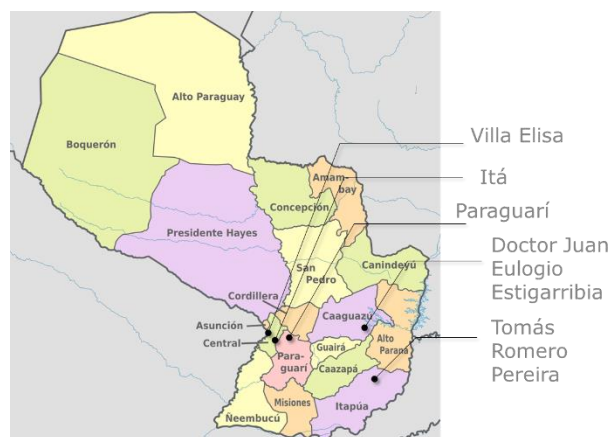 Alto Paraguay
Boquerón
Villa Elisa
Amam-
bay
Itá
Concepción
Paraguarí
Presidente Hayes
Doctor Juan
Eulogio
Estigarribia
San
Pedro
Canindeyú
Cordillera
Caaguazú
Asunción
Central
Guairá
Alto
Paraná
Tomás
Romero
Pereira
Para-
guarí
Caazapá
Misiones
Itapúa
Ñeembucú